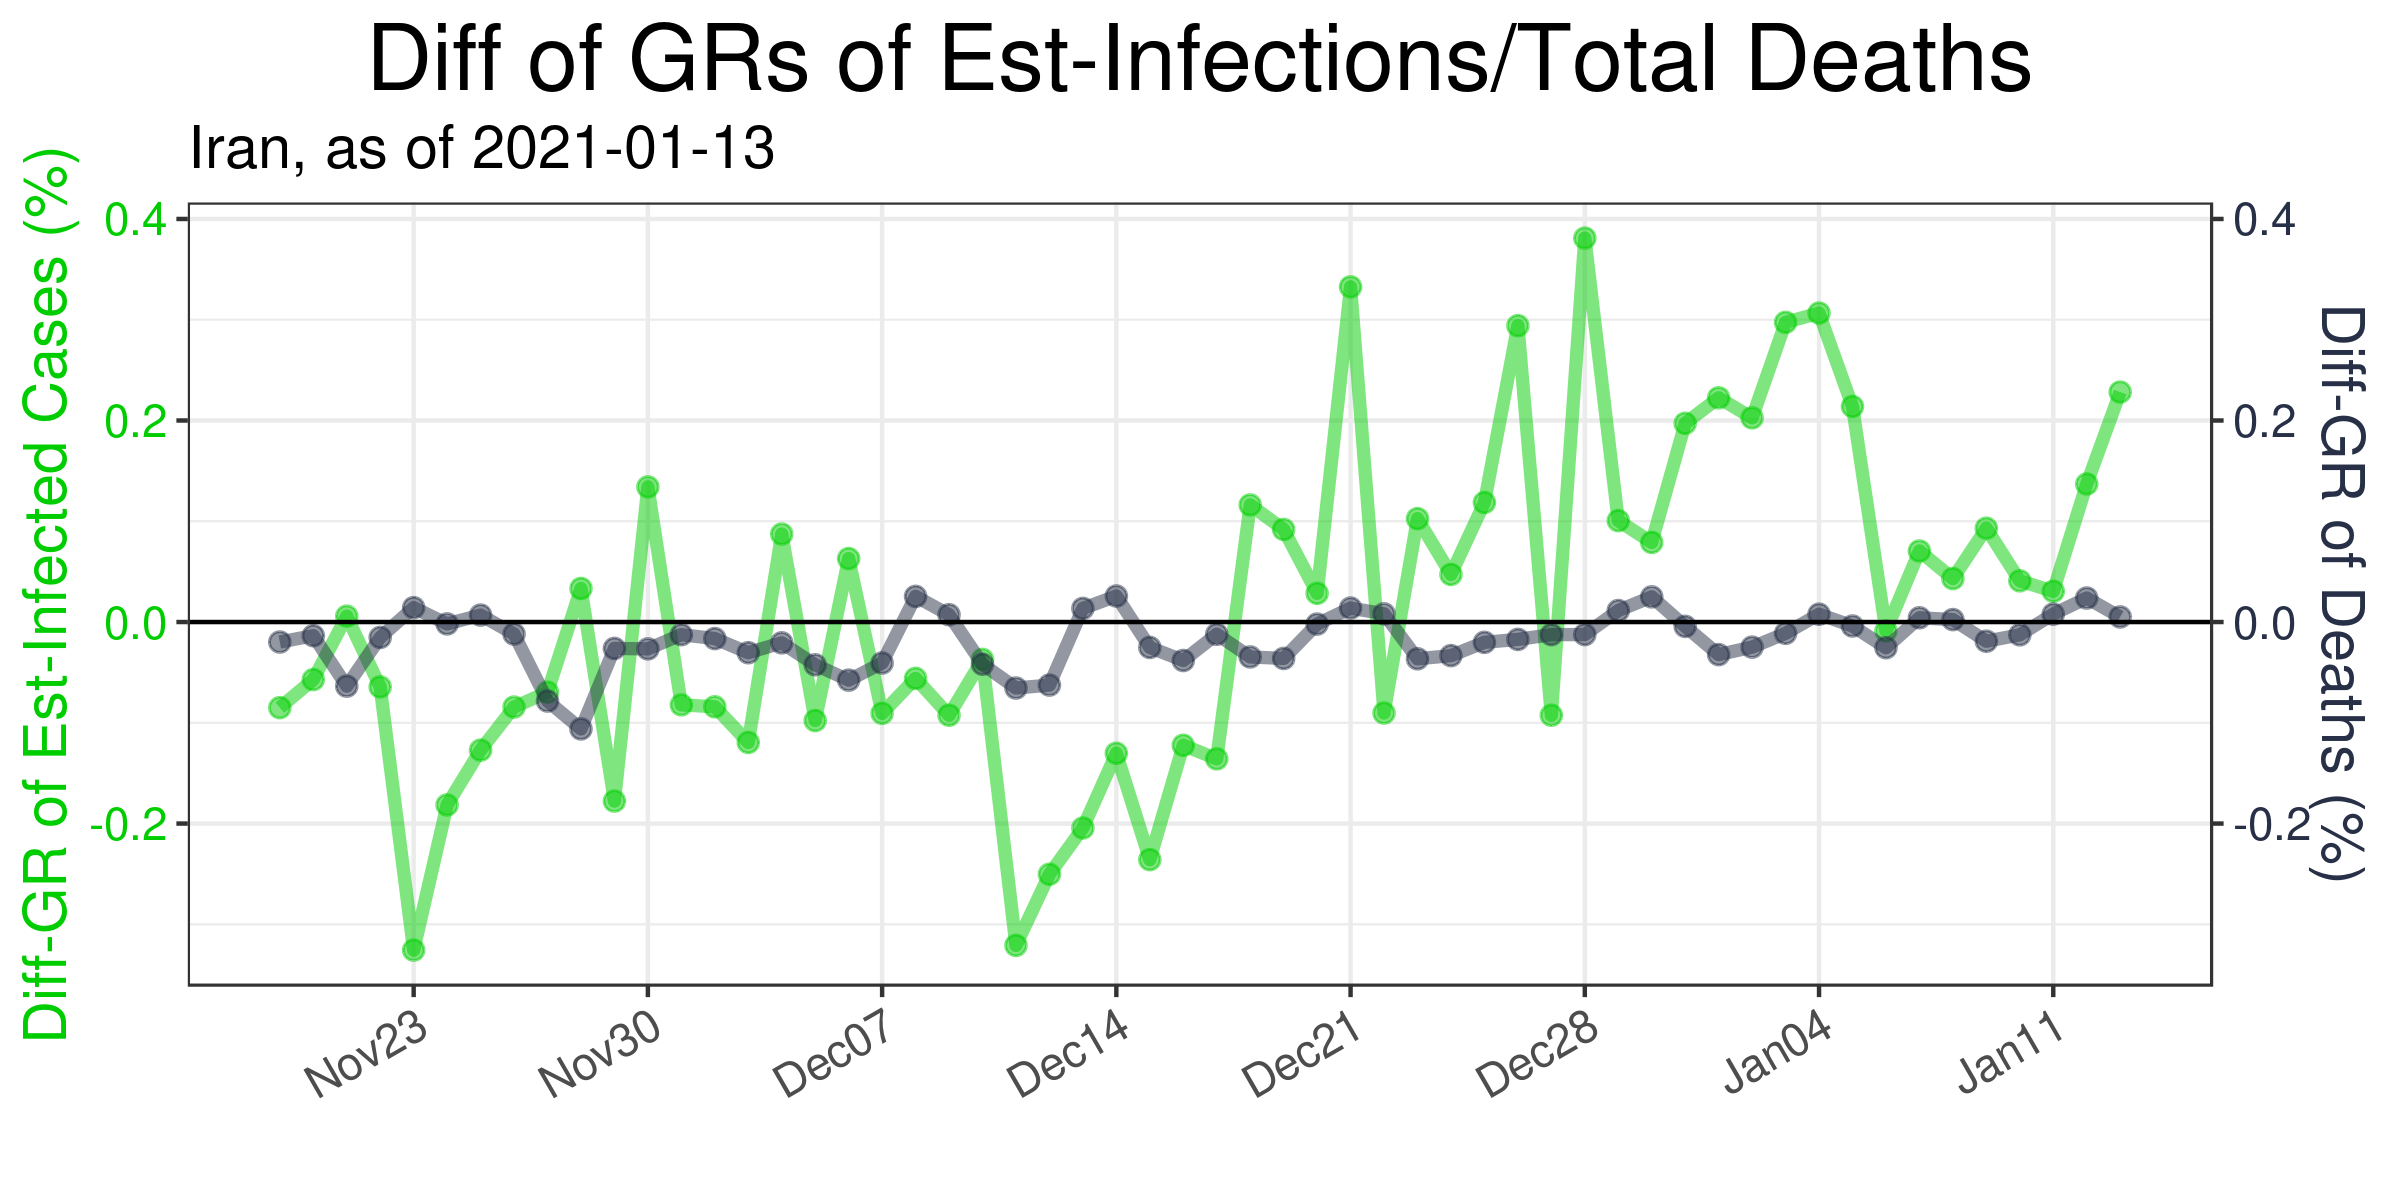 Diff of GRs of Est-Infections/Total Deaths
Iran, as of 2021-01-13
Diff-GR of Est-Infected Cases (%)
0.4
0.2
0.0
-0.2
0.4
0.2
0.0
-0.2
Diff-GR of Deaths (%)
Nov23
Nov30
Dec07
Dec14
Dec21
Dec28
Jan04
Jan11